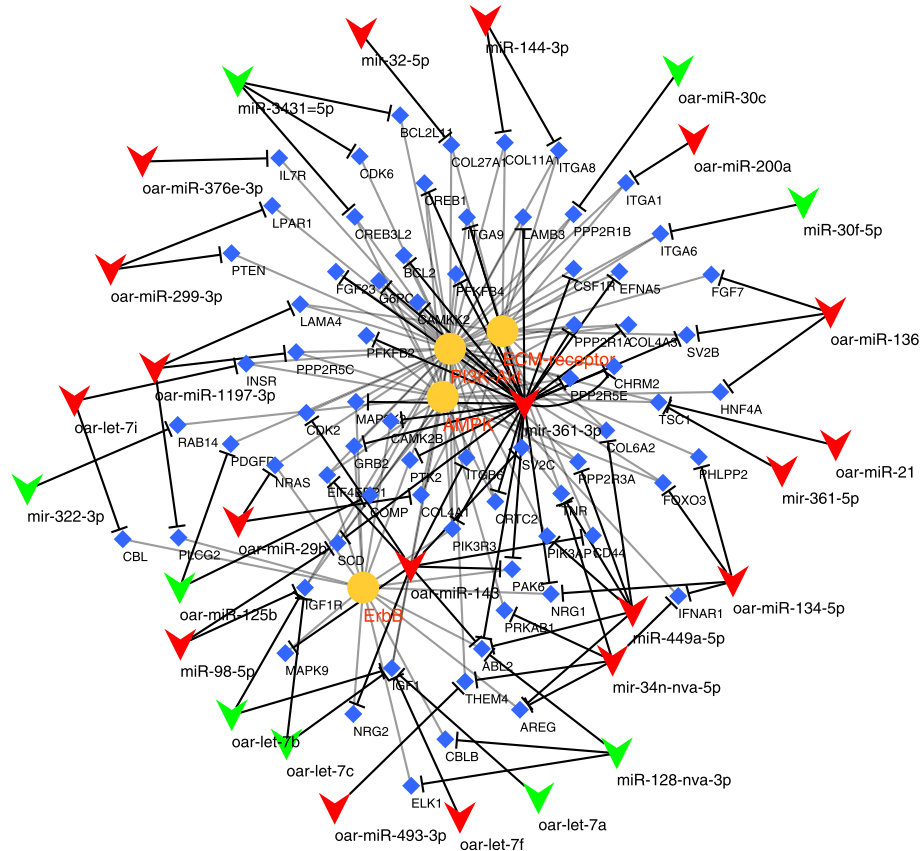 mir-32-5p
miR-144-3p
miR-3431=5p
oar-miR-30c
BCL2L11
COL27A1
COL11A1
ITGA8
oar-miR-200a
oar-miR-376e-3p
IL7R
CDK6
CREB1
ITGA1
LPAR1
CREB3L2
ITGA9
LAMB3
PPP2R1B
miR-30f-5p
ITGA6
PTEN
BCL2
oar-miR-299-3p
FGF23
G6PC
PFKFB4
CSF1R
EFNA5
FGF7
LAMA4
CAMKK2
oar-miR-136
PFKFB2
PPP2R1A
COL4A3
SV2B
ECM-receptor
PPP2R5C
PI3K-Akt
CHRM2
INSR
oar-miR-1197-3p
PPP2R5E
HNF4A
oar-let-7i
CDK2
AMPK
TSC1
RAB14
CAMK2B
mir-361-3p
COL6A2
PDGFR
GRB2
SV2C
oar-miR-21
NRAS
PTK2
ITGB6
PPP2R3A
PHLPP2
mir-361-5p
COMP
COL4A1
FOXO3
mir-322-3p
CRTC2
TNR
oar-miR-29b
PIK3R3
CD44
CBL
PLCG2
SCD
PAK6
oar-miR-143
NRG1
oar-miR-134-5p
oar-miR-125b
IGF1R
ErbB
PRKAB1
IFNAR1
miR-449a-5p
miR-98-5p
MAPK9
ABL2
IGF1
THEM4
mir-34n-nva-5p
NRG2
AREG
oar-let-7b
CBLB
oar-let-7c
miR-128-nva-3p
ELK1
oar-let-7a
oar-miR-493-3p
oar-let-7f